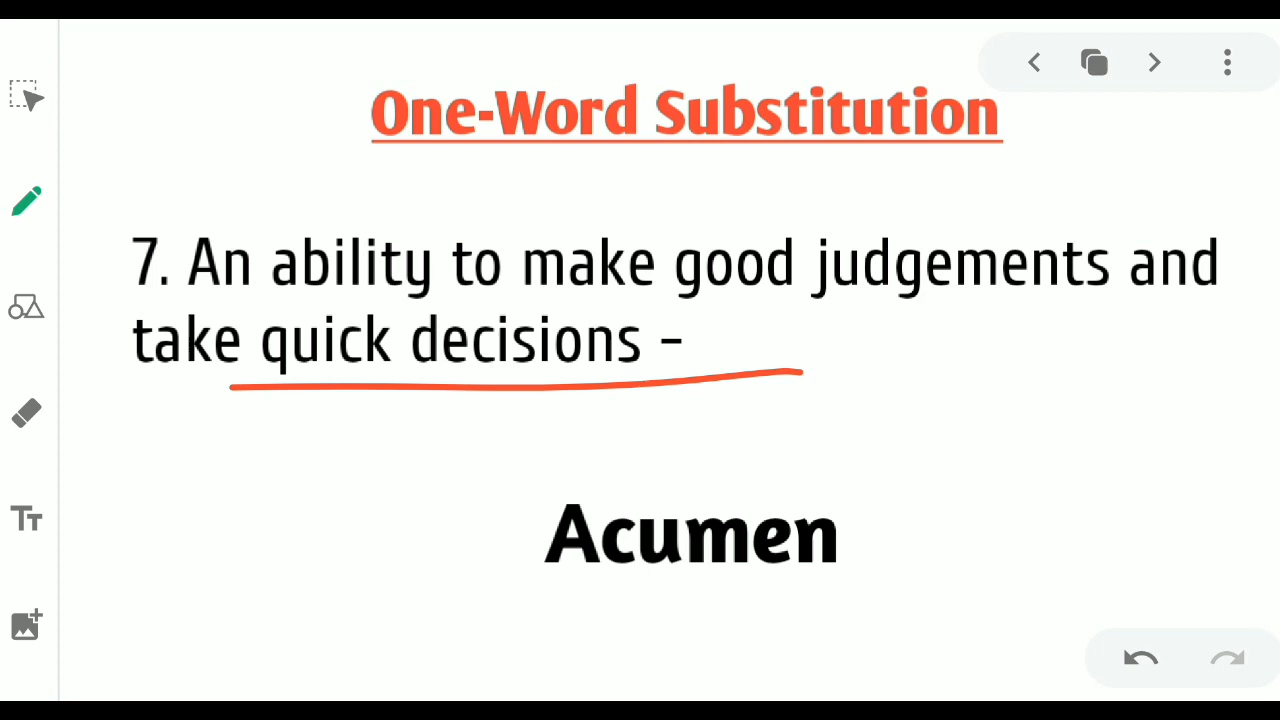 One-Word Substitution
7. An ability to make good judgements and
take quick decisions -
Acumen